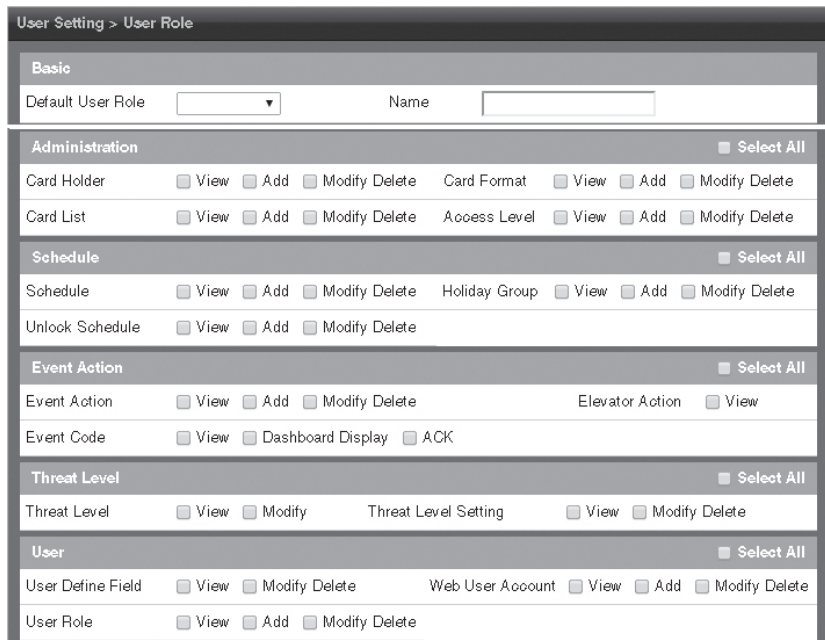 User Setting > User Role
Basic
Default User Role Name
Administration Select All
Card Holder View Add Modify Delete Card Format View Add Modify Delete
Card List View Add Modify Delete Access Level View Add Modify Delete
Schedule Select All
Schedule View Add Modify Delete Holiday Group View Add Modify Delete
Unlock Schedule View Add Modify Delete
Event Action Select All
Event Action View Add Modify Delete Elevator Action View
Event Code View Dashboard Display ACK
Threat Level Select All
Threat Level View Modify Threat Level Setting View Modify Delete
User Select All
User Define Field View Modify Delete Web User Account View Add Modify Delete
User Role View Add Modify Delete